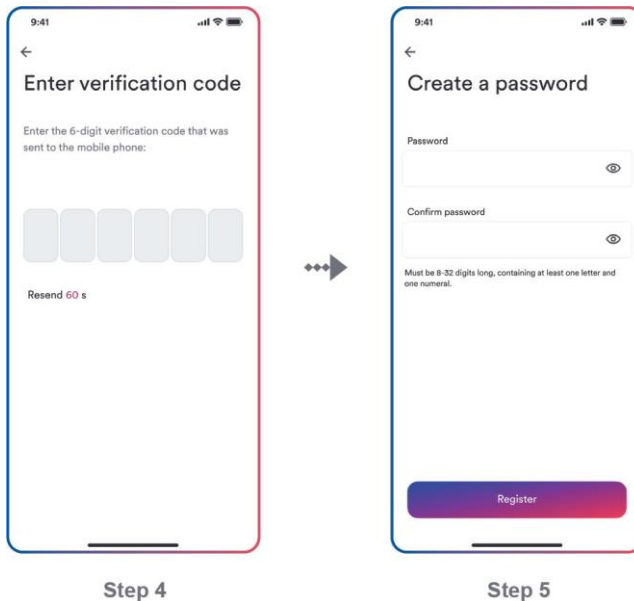 9:41
Enter verification code
Enter the 6-digit verification code that was
sent to the mobile phone:
Resend 60 s
Step 4
9:41
Create a password
Password
Confirm password
Must be 8-32 digits long, containing at least one letter and
one numeral.
Register
Step 5